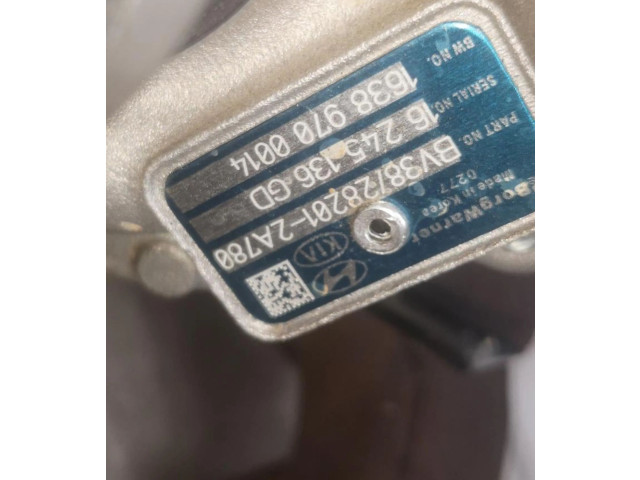 BorgWarner
Made in Korea
0277
KIA
PART NO. BV38/28201-2A780
SERIAL NO. 16 245 136 GD
BW NO. 1638 970 0014